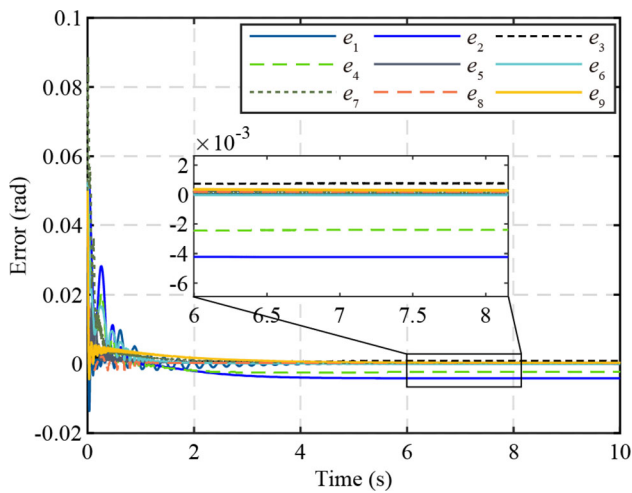 0.1
e1 e2 e3
e4 e5 e6
e7 e8 e9
0.08
×10⁻³
2
0
-2
-4
-6
6 6.5 7 7.5 8
0.06
0.04
0.02
0
-0.02
Error (rad)
0 2 4 6 8 10
Time (s)